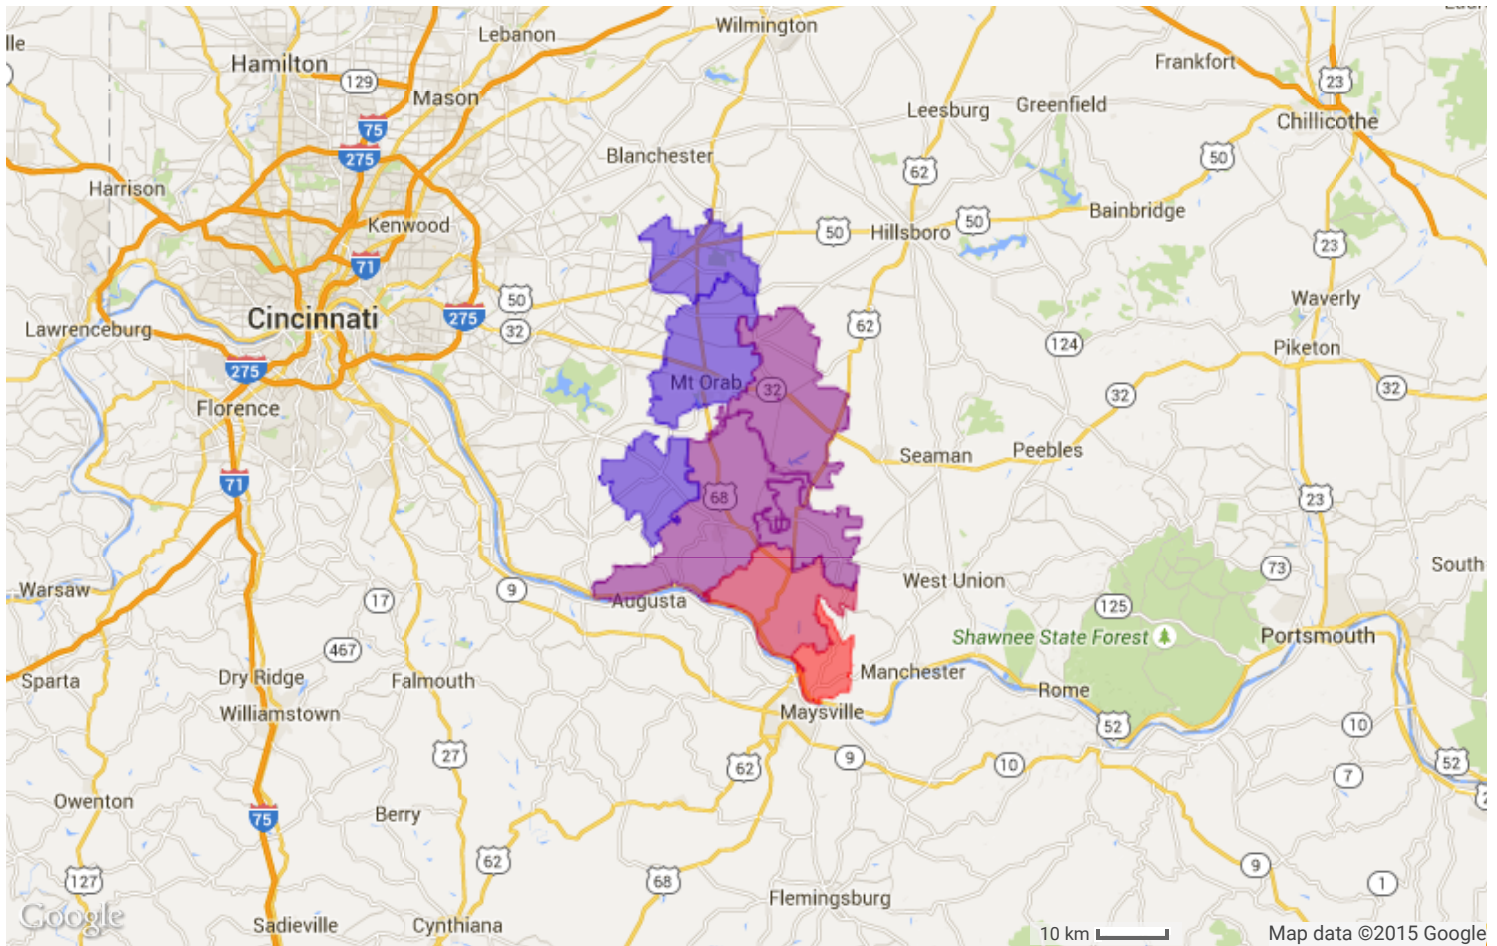 Lebanon
Wilmington
lle
Hamilton
129
Mason
Frankfort
23
75
Leesburg
Greenfield
Chillicothe
275
Blanchester
62
50
Harrison
Kenwood
50
Hillsboro
50
Bainbridge
23
71
Cincinnati
275
50
32
62
Waverly
Lawrenceburg
124
Piketon
275
Mt Orab
32
32
32
Florence
Seaman
Peebles
71
68
23
Warsaw
9
Augusta
17
West Union
73
South
125
Shawnee State Forest
Portsmouth
467
Sparta
Dry Ridge
Falmouth
Manchester
Rome
Williamstown
Maysville
52
10
27
62
9
10
52
7
Owenton
75
Berry
62
127
68
9
1
Google
Flemingsburg
Sadieville
Cynthiana
10 km
Map data ©2015 Google